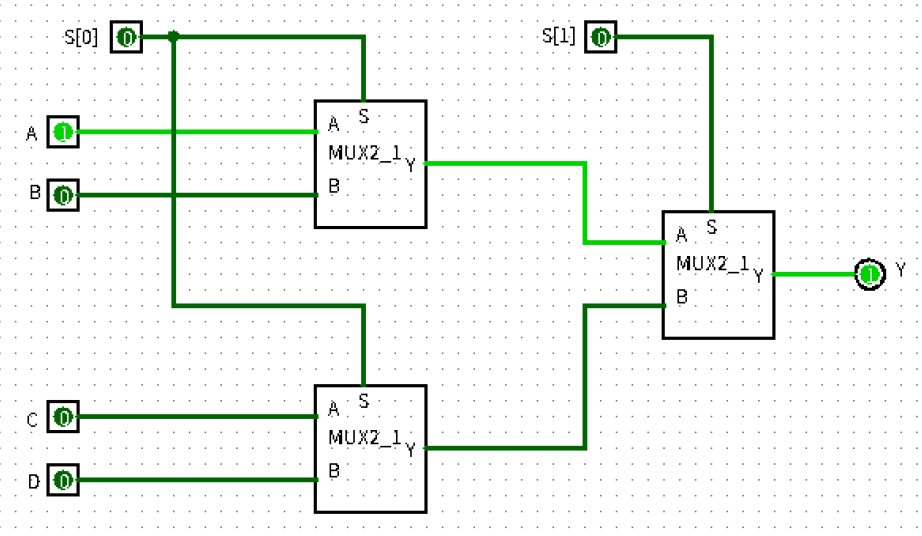 S[0] 0
S[1] 0
A 1
B 0
A S
MUX2_1 Y
B
A S
MUX2_1 Y
B
1 Y
C 0
D 0
A S
MUX2_1 Y
B